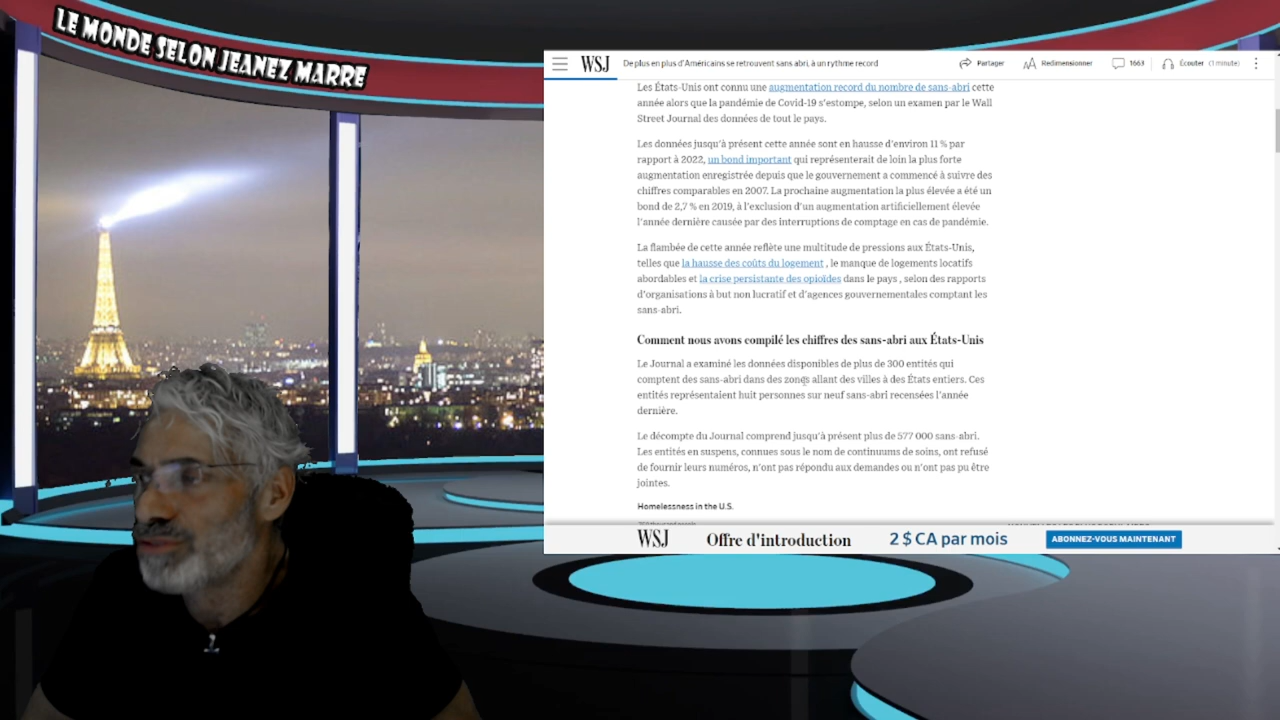 LE MONDE SELON JEANEZ MARRE
WSJ De plus en plus d'Américains se retrouvent sans abri, à un rythme record Partager Redimensionner 1663 Écouter (1 minute)
Les États-Unis ont connu une augmentation record du nombre de sans-abri cette
année alors que la pandémie de Covid-19 s'estompe, selon un examen par le Wall
Street Journal des données de tout le pays.
Les données jusqu'à présent cette année sont en hausse d'environ 11 % par
rapport à 2022, un bond important qui représenterait de loin la plus forte
augmentation enregistrée depuis que le gouvernement a commencé à suivre des
chiffres comparables en 2007. La prochaine augmentation la plus élevée a été un
bond de 2,7 % en 2019, à l'exclusion d'un augmentation artificiellement élevée
l'année dernière causée par des interruptions de comptage en cas de pandémie.
La flambée de cette année reflète une multitude de pressions aux États-Unis,
telles que la hausse des coûts du logement , le manque de logements locatifs
abordables et la crise persistante des opioïdes dans le pays , selon des rapports
d'organisations à but non lucratif et d'agences gouvernementales comptant les
sans-abri.
Comment nous avons compilé les chiffres des sans-abri aux États-Unis
Le Journal a examiné les données disponibles de plus de 300 entités qui
comptent des sans-abri dans des zones allant des villes à des États entiers. Ces
entités représentaient huit personnes sur neuf sans-abri recensées l'année
dernière.
Le décompte du Journal comprend jusqu'à présent plus de 577 000 sans-abri.
Les entités en suspens, connues sous le nom de continuums de soins, ont refusé
de fournir leurs numéros, n'ont pas répondu aux demandes ou n'ont pas pu être
jointes.
Homelessness in the U.S.
WSJ Offre d'introduction 2 $ CA par mois ABONNEZ-VOUS MAINTENANT